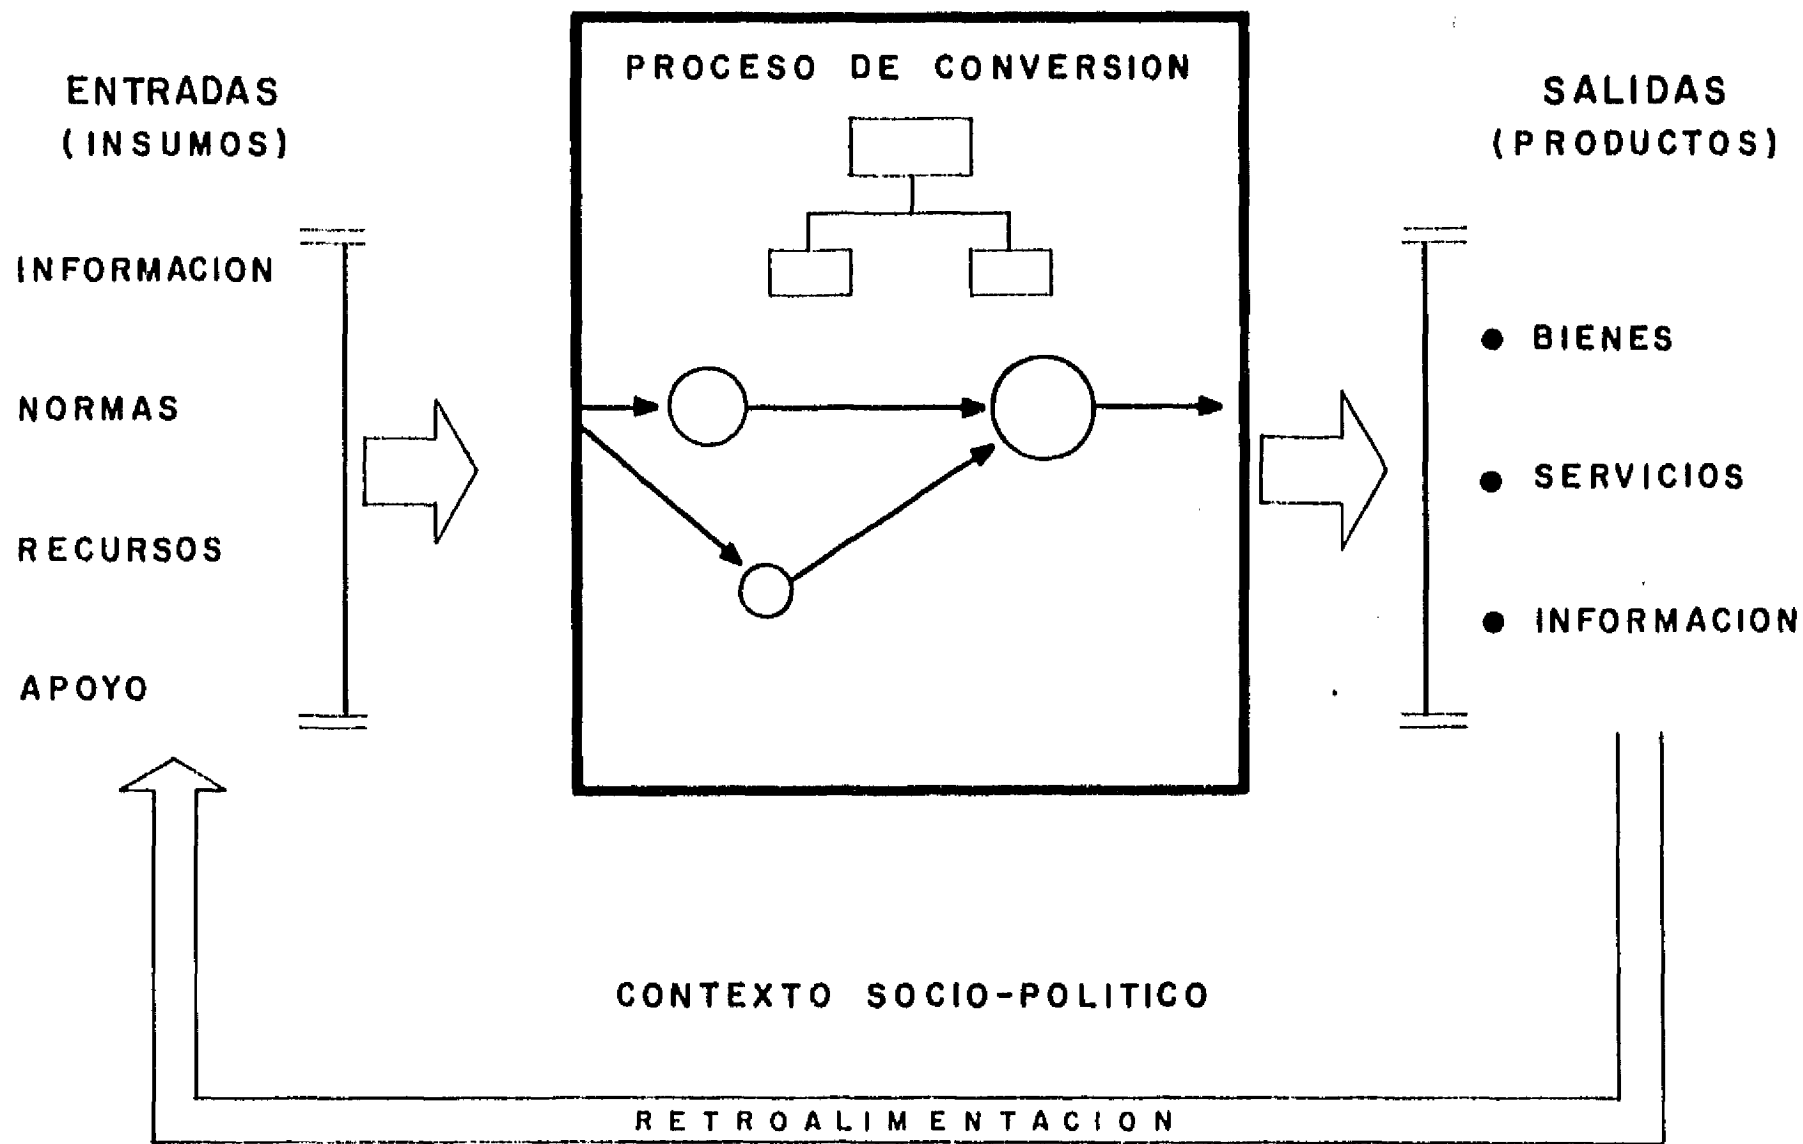 ENTRADAS
(INSUMOS)
INFORMACION
NORMAS
RECURSOS
APOYO
PROCESO DE CONVERSION
SALIDAS
(PRODUCTOS)
● BIENES
● SERVICIOS
● INFORMACION
CONTEXTO SOCIO-POLITICO
RETROALIMENTACION